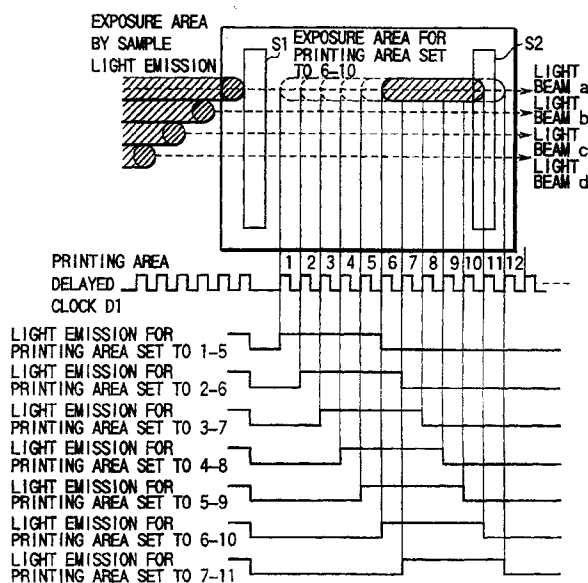 EXPOSURE AREA
BY SAMPLE
LIGHT EMISSION
S1
EXPOSURE AREA FOR
PRINTING AREA SET
TO 6-10
S2
LIGHT
BEAM a
LIGHT
BEAM b
LIGHT
BEAM c
LIGHT
BEAM d
PRINTING AREA
1 2 3 4 5 6 7 8 9 10 11 12
DELAYED
CLOCK D1
LIGHT EMISSION FOR
PRINTING AREA SET TO 1-5
LIGHT EMISSION FOR
PRINTING AREA SET TO 2-6
LIGHT EMISSION FOR
PRINTING AREA SET TO 3-7
LIGHT EMISSION FOR
PRINTING AREA SET TO 4-8
LIGHT EMISSION FOR
PRINTING AREA SET TO 5-9
LIGHT EMISSION FOR
PRINTING AREA SET TO 6-10
LIGHT EMISSION FOR
PRINTING AREA SET TO 7-11